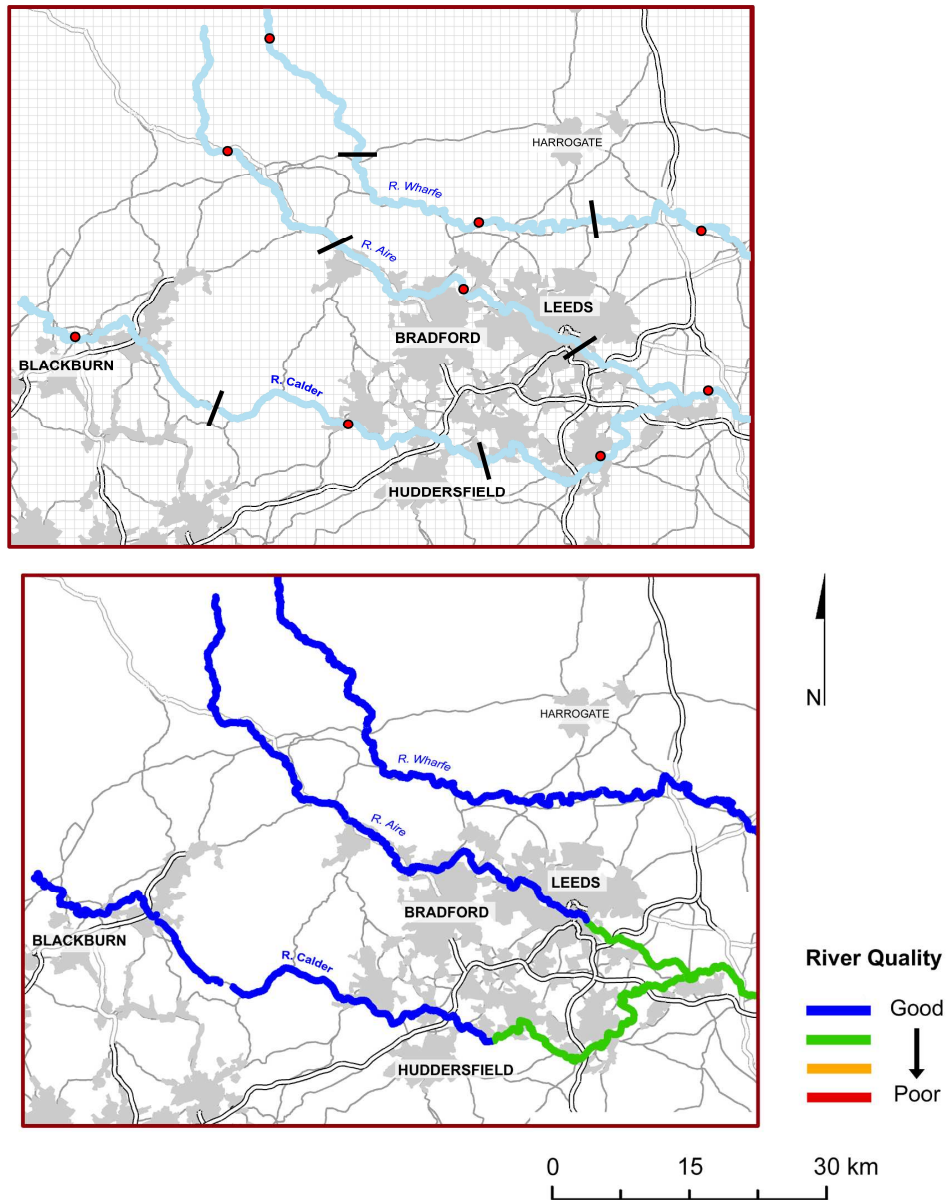 HARROGATE
R. Wharfe
R. Aire
LEEDS
BRADFORD
BLACKBURN
R. Calder
HUDDERSFIELD
N
HARROGATE
R. Wharfe
R. Aire
LEEDS
BRADFORD
BLACKBURN
R. Calder
HUDDERSFIELD
River Quality
Good
Poor
0 15 30 km